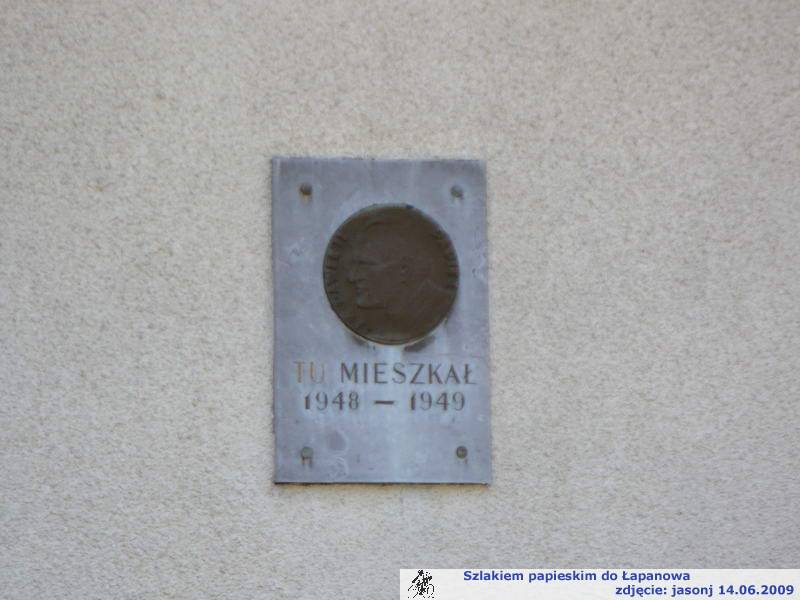 TU MIESZKAŁ
1948 – 1949
Szlakiem papieskim do Łapanowa
zdjęcie: jasonj 14.06.2009